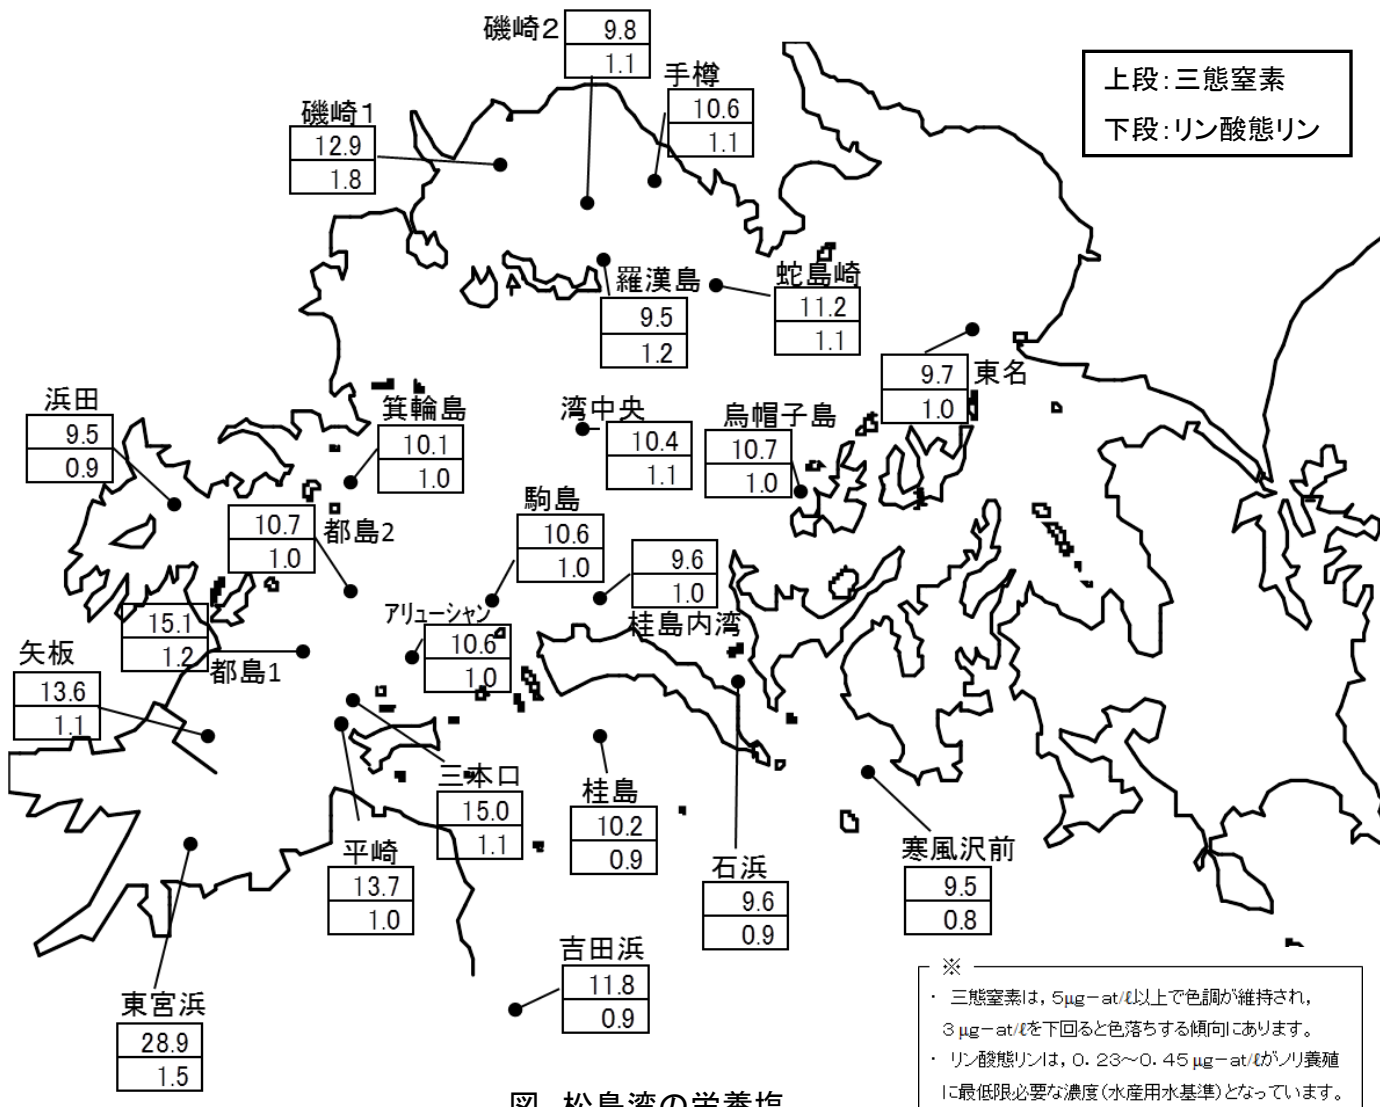 磯崎2
9.8
1.1
手樽
10.6
1.1
上段:三態窒素
下段:リン酸態リン
磯崎1
12.9
1.8
羅漢島
9.5
1.2
蛇島崎
11.2
1.1
東名
9.7
1.0
浜田
9.5
0.9
箕輪島
10.1
1.0
湾中央
10.4
1.1
烏帽子島
10.7
1.0
都島2
10.7
1.0
駒島
10.6
1.0
桂島内湾
9.6
1.0
アリューシャン
10.6
1.0
都島1
15.1
1.2
矢板
13.6
1.1
三本口
15.0
1.1
桂島
10.2
0.9
平崎
13.7
1.0
石浜
9.6
0.9
寒風沢前
9.5
0.8
吉田浜
11.8
0.9
東宮浜
28.9
1.5
※
・ 三態窒素は,5μg-at/ℓ以上で色調が維持され,
3μg-at/ℓを下回ると色落ちする傾向にあります。
・ リン酸態リンは,0.23~0.45μg-at/ℓがノリ養殖
に最低限必要な濃度(水産用水基準)となっています。
図 松島湾の栄養塩